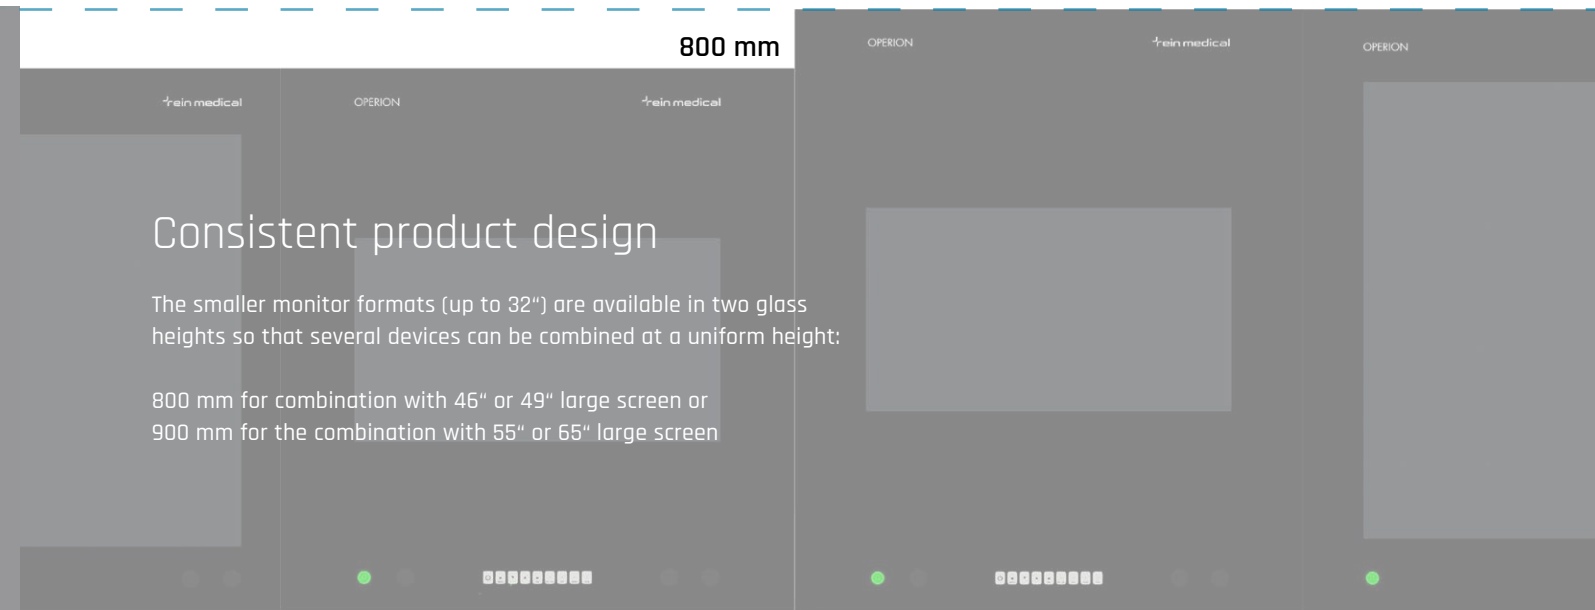 800 mm
OPERION
rein medical
OPERION
rein medical
OPERION
rein medical
Consistent product design
The smaller monitor formats (up to 32“) are available in two glass
heights so that several devices can be combined at a uniform height:
800 mm for combination with 46“ or 49“ large screen or
900 mm for the combination with 55“ or 65“ large screen